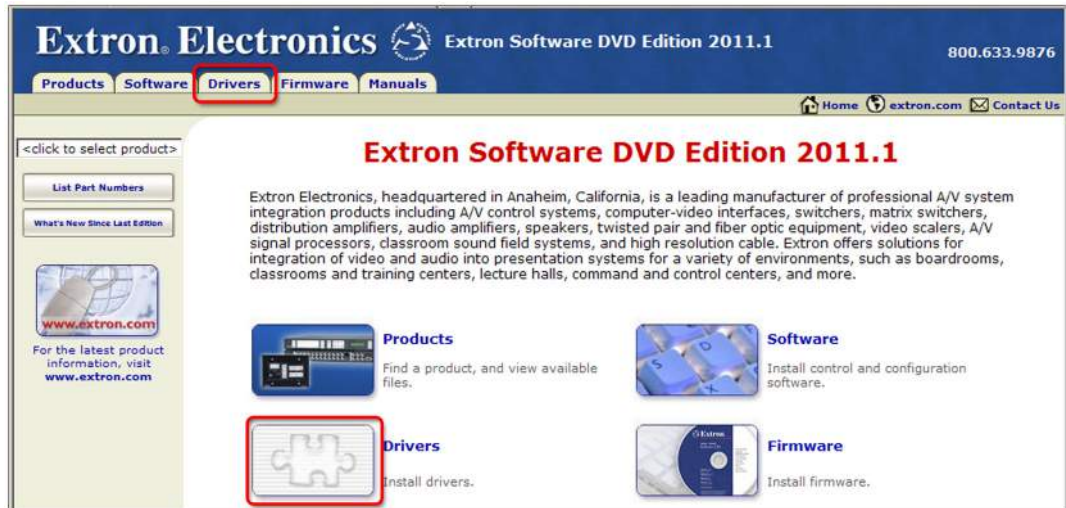 Extron® Electronics Extron Software DVD Edition 2011.1
800.633.9876
Products Software Drivers Firmware Manuals
Home extron.com Contact Us
<click to select product>
List Part Numbers
What's New Since Last Edition
www.extron.com
For the latest product
information, visit
www.extron.com
Extron Software DVD Edition 2011.1
Extron Electronics, headquartered in Anaheim, California, is a leading manufacturer of professional A/V system
integration products including A/V control systems, computer-video interfaces, switchers, matrix switchers,
distribution amplifiers, audio amplifiers, speakers, twisted pair and fiber optic equipment, video scalers, A/V
signal processors, classroom sound field systems, and high resolution cable. Extron offers solutions for
integration of video and audio into presentation systems for a variety of environments, such as boardrooms,
classrooms and training centers, lecture halls, command and control centers, and more.
Products
Find a product, and view available
files.
Software
Install control and configuration
software.
Drivers
Install drivers.
Firmware
Install firmware.